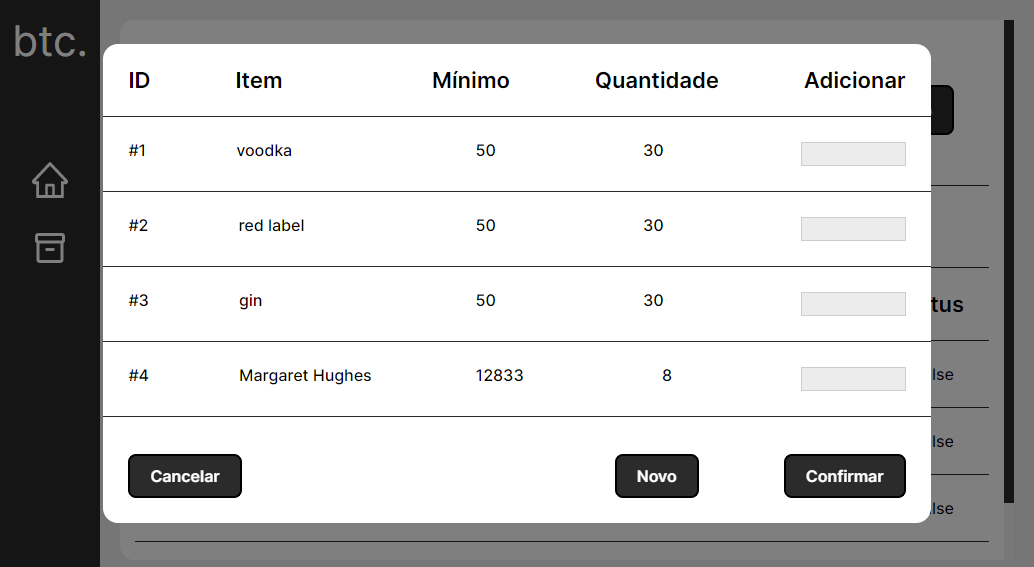 btc.
ID Item Mínimo Quantidade Adicionar
#1 voodka 50 30
#2 red label 50 30
tus
#3 gin 50 30
#4 Margaret Hughes 12833 8
lse
lse
Cancelar Novo Confirmar
lse